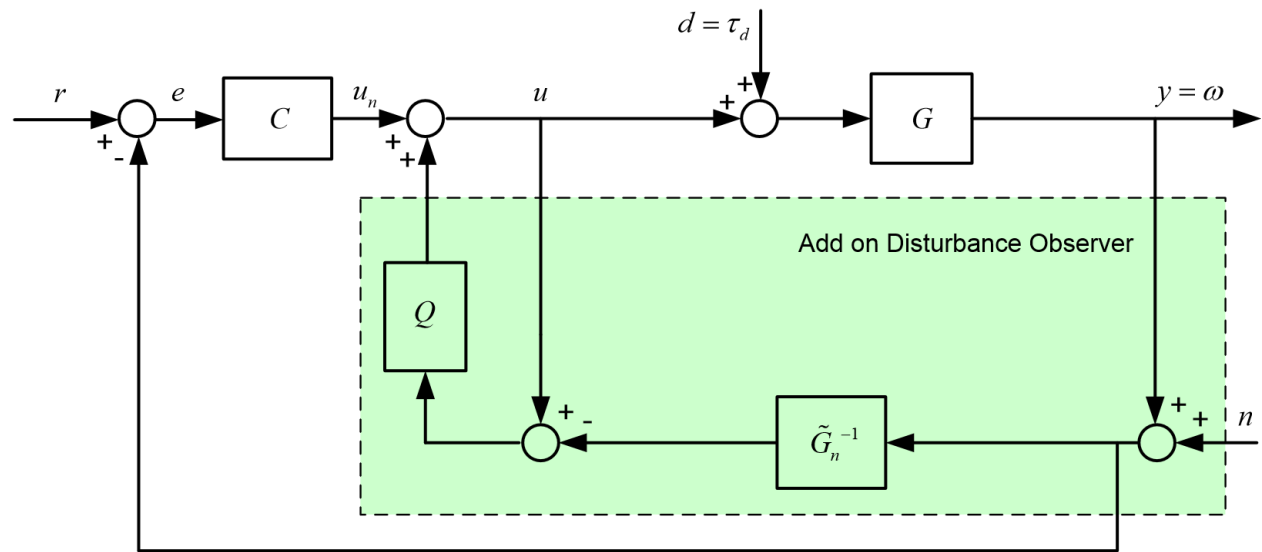 d = τ_d
r
+
-
e
C
u_n
+
+
u
+
+
G
y = ω
Add on Disturbance Observer
Q
+
-
G̃_n^{-1}
+
+
n